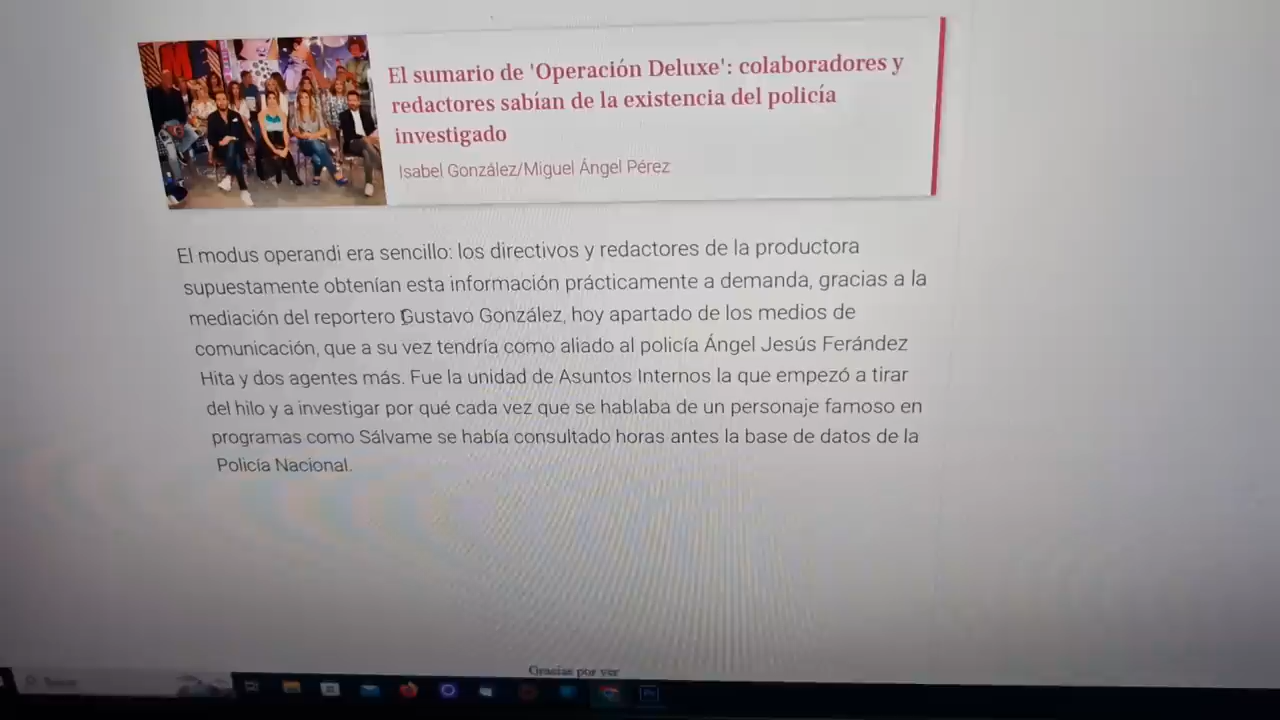 El sumario de 'Operación Deluxe': colaboradores y
redactores sabían de la existencia del policía
investigado
Isabel González/Miguel Ángel Pérez
El modus operandi era sencillo: los directivos y redactores de la productora
supuestamente obtenían esta información prácticamente a demanda, gracias a la
mediación del reportero Gustavo González, hoy apartado de los medios de
comunicación, que a su vez tendría como aliado al policía Ángel Jesús Ferández
Hita y dos agentes más. Fue la unidad de Asuntos Internos la que empezó a tirar
del hilo y a investigar por qué cada vez que se hablaba de un personaje famoso en
programas como Sálvame se había consultado horas antes la base de datos de la
Policía Nacional.
Gracias por ver